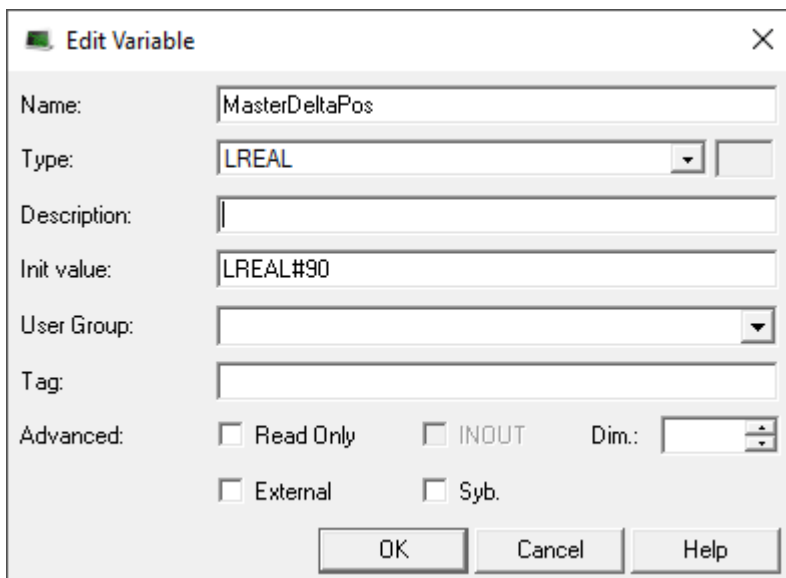 Edit Variable
Name: MasterDeltaPos
Type: LREAL
Description:
Init value: LREAL#90
User Group:
Tag:
Advanced: Read Only INOUT Dim.:
External Syb.
OK Cancel Help